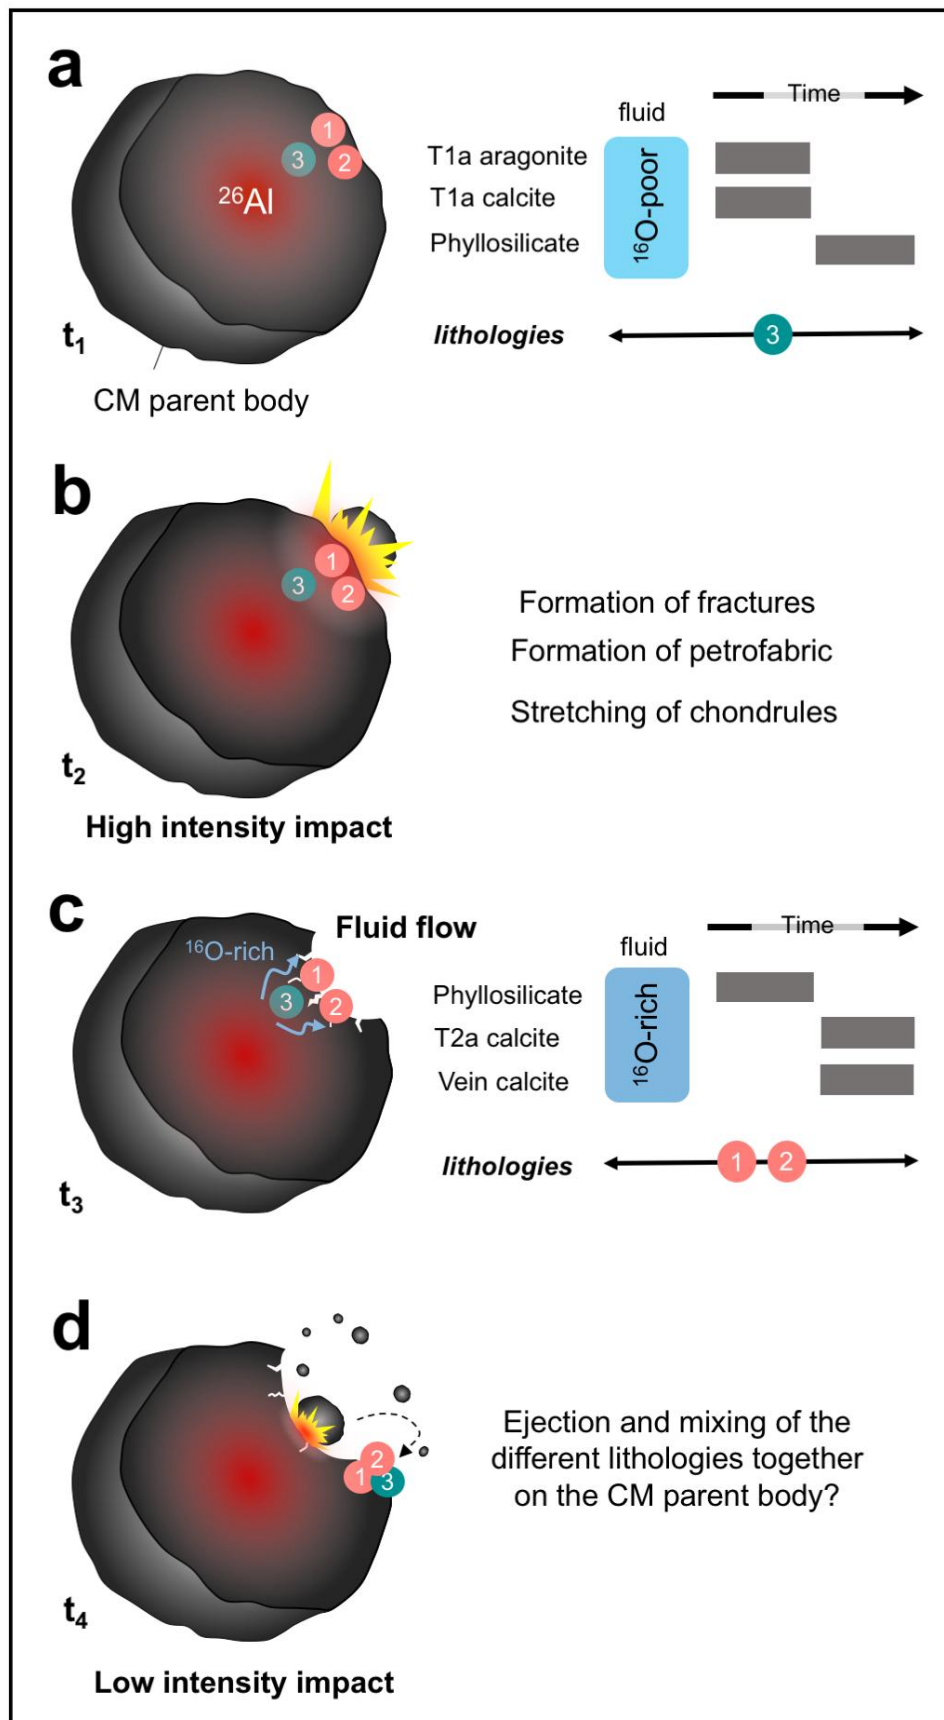 a
1
3
2
²⁶Al
t₁
CM parent body
Time
fluid
T1a aragonite
T1a calcite
Phyllosilicate
¹⁶O-poor
lithologies
3
b
1
3
2
t₂
High intensity impact
Formation of fractures
Formation of petrofabric
Stretching of chondrules
c
Fluid flow
¹⁶O-rich
1
3
2
t₃
Time
fluid
Phyllosilicate
T2a calcite
Vein calcite
¹⁶O-rich
lithologies
1 2
d
2
1
3
t₄
Low intensity impact
Ejection and mixing of the
different lithologies together
on the CM parent body?